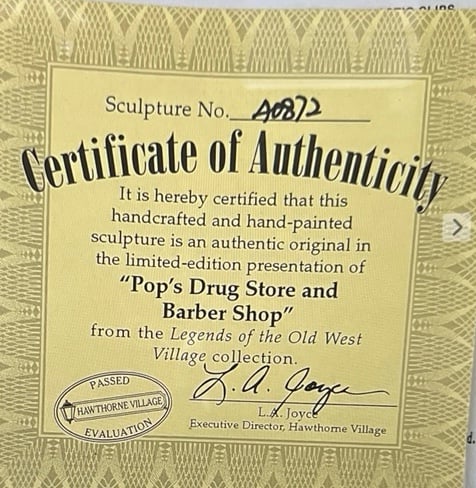 Sculpture No. A0872
Certificate of Authenticity
It is hereby certified that this
handcrafted and hand-painted
sculpture is an authentic original in
the limited-edition presentation of
“Pop’s Drug Store and
Barber Shop”
from the Legends of the Old West
Village collection.
L. A. Joyce
L.A. Joyce
Executive Director, Hawthorne Village
PASSED
HAWTHORNE VILLAGE
EVALUATION
d.